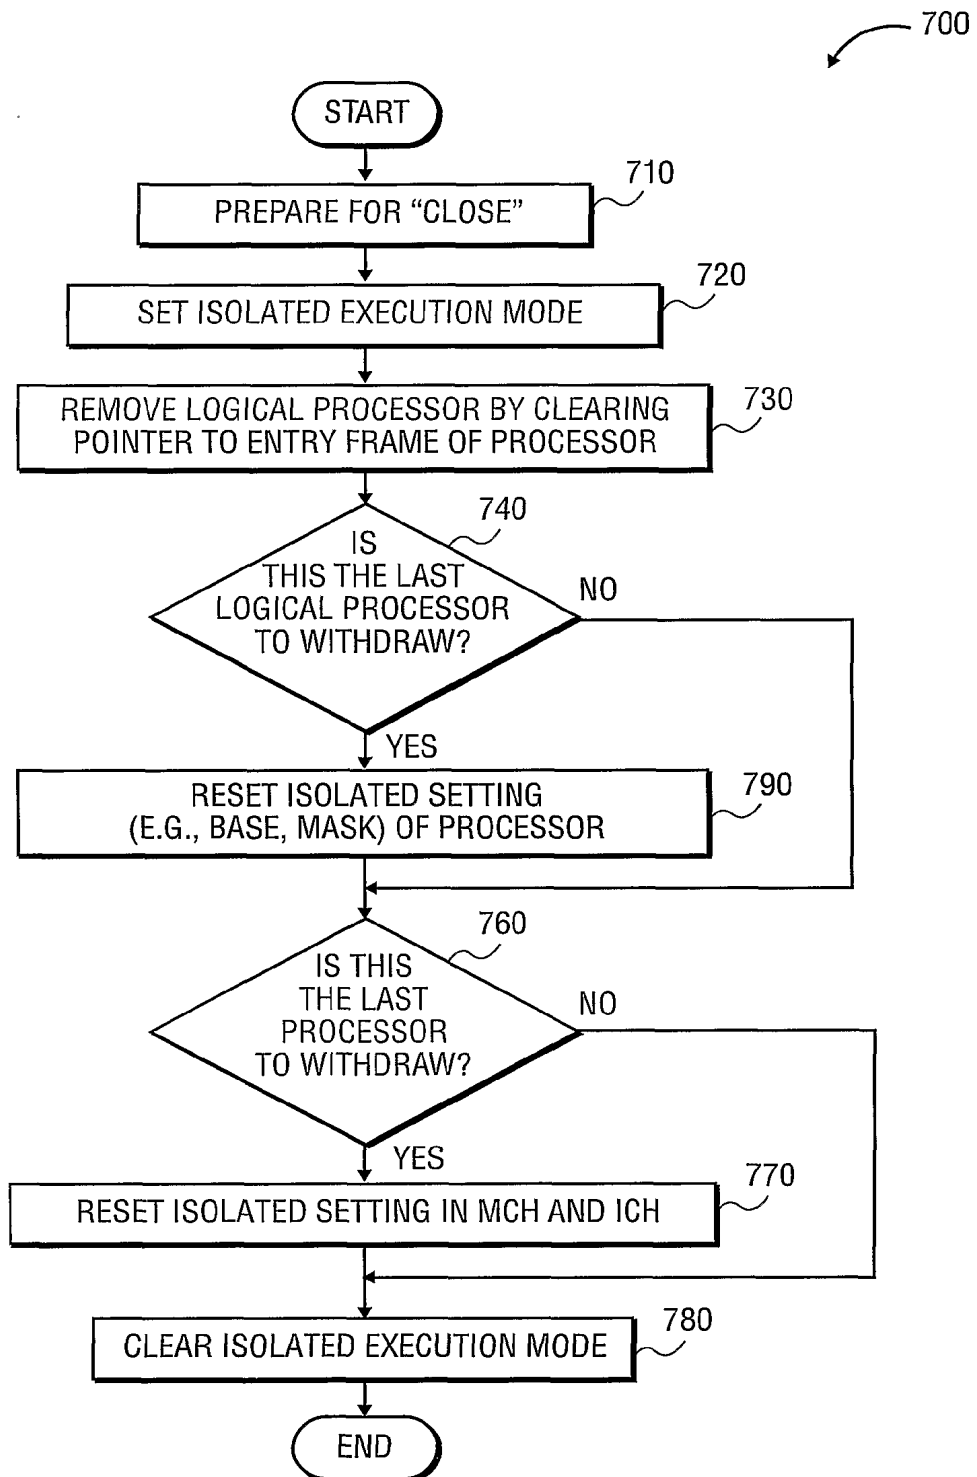 700
START
710
PREPARE FOR “CLOSE”
720
SET ISOLATED EXECUTION MODE
730
REMOVE LOGICAL PROCESSOR BY CLEARING
POINTER TO ENTRY FRAME OF PROCESSOR
740
IS
THIS THE LAST
LOGICAL PROCESSOR
TO WITHDRAW?
NO
YES
790
RESET ISOLATED SETTING
(E.G., BASE, MASK) OF PROCESSOR
760
IS THIS
THE LAST
PROCESSOR
TO WITHDRAW?
NO
YES
770
RESET ISOLATED SETTING IN MCH AND ICH
780
CLEAR ISOLATED EXECUTION MODE
END